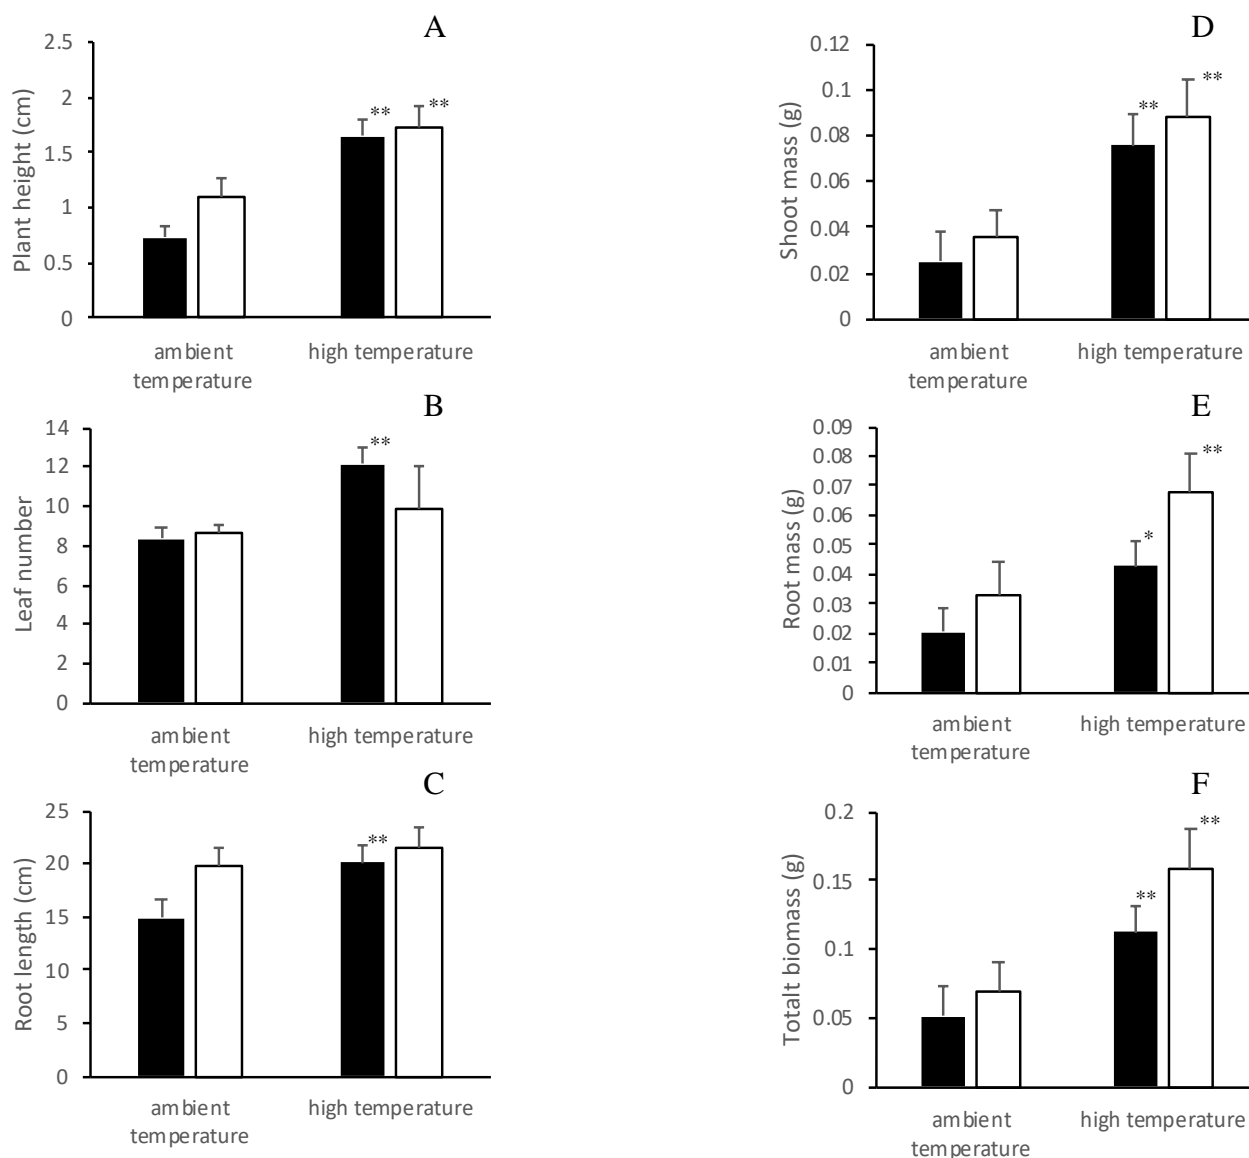 A
Plant height (cm)
2.5
2
1.5
1
0.5
0
**
**
ambient
temperature
high temperature
B
Leaf number
14
12
10
8
6
4
2
0
**
ambient
temperature
high temperature
C
Root length (cm)
25
20
15
10
5
0
**
ambient
temperature
high temperature
D
Shoot mass (g)
0.12
0.1
0.08
0.06
0.04
0.02
0
**
**
ambient
temperature
high temperature
E
Root mass (g)
0.09
0.08
0.07
0.06
0.05
0.04
0.03
0.02
0.01
0
*
**
ambient
temperature
high temperature
F
Totalt biomass (g)
0.2
0.15
0.1
0.05
0
**
**
ambient
temperature
high temperature